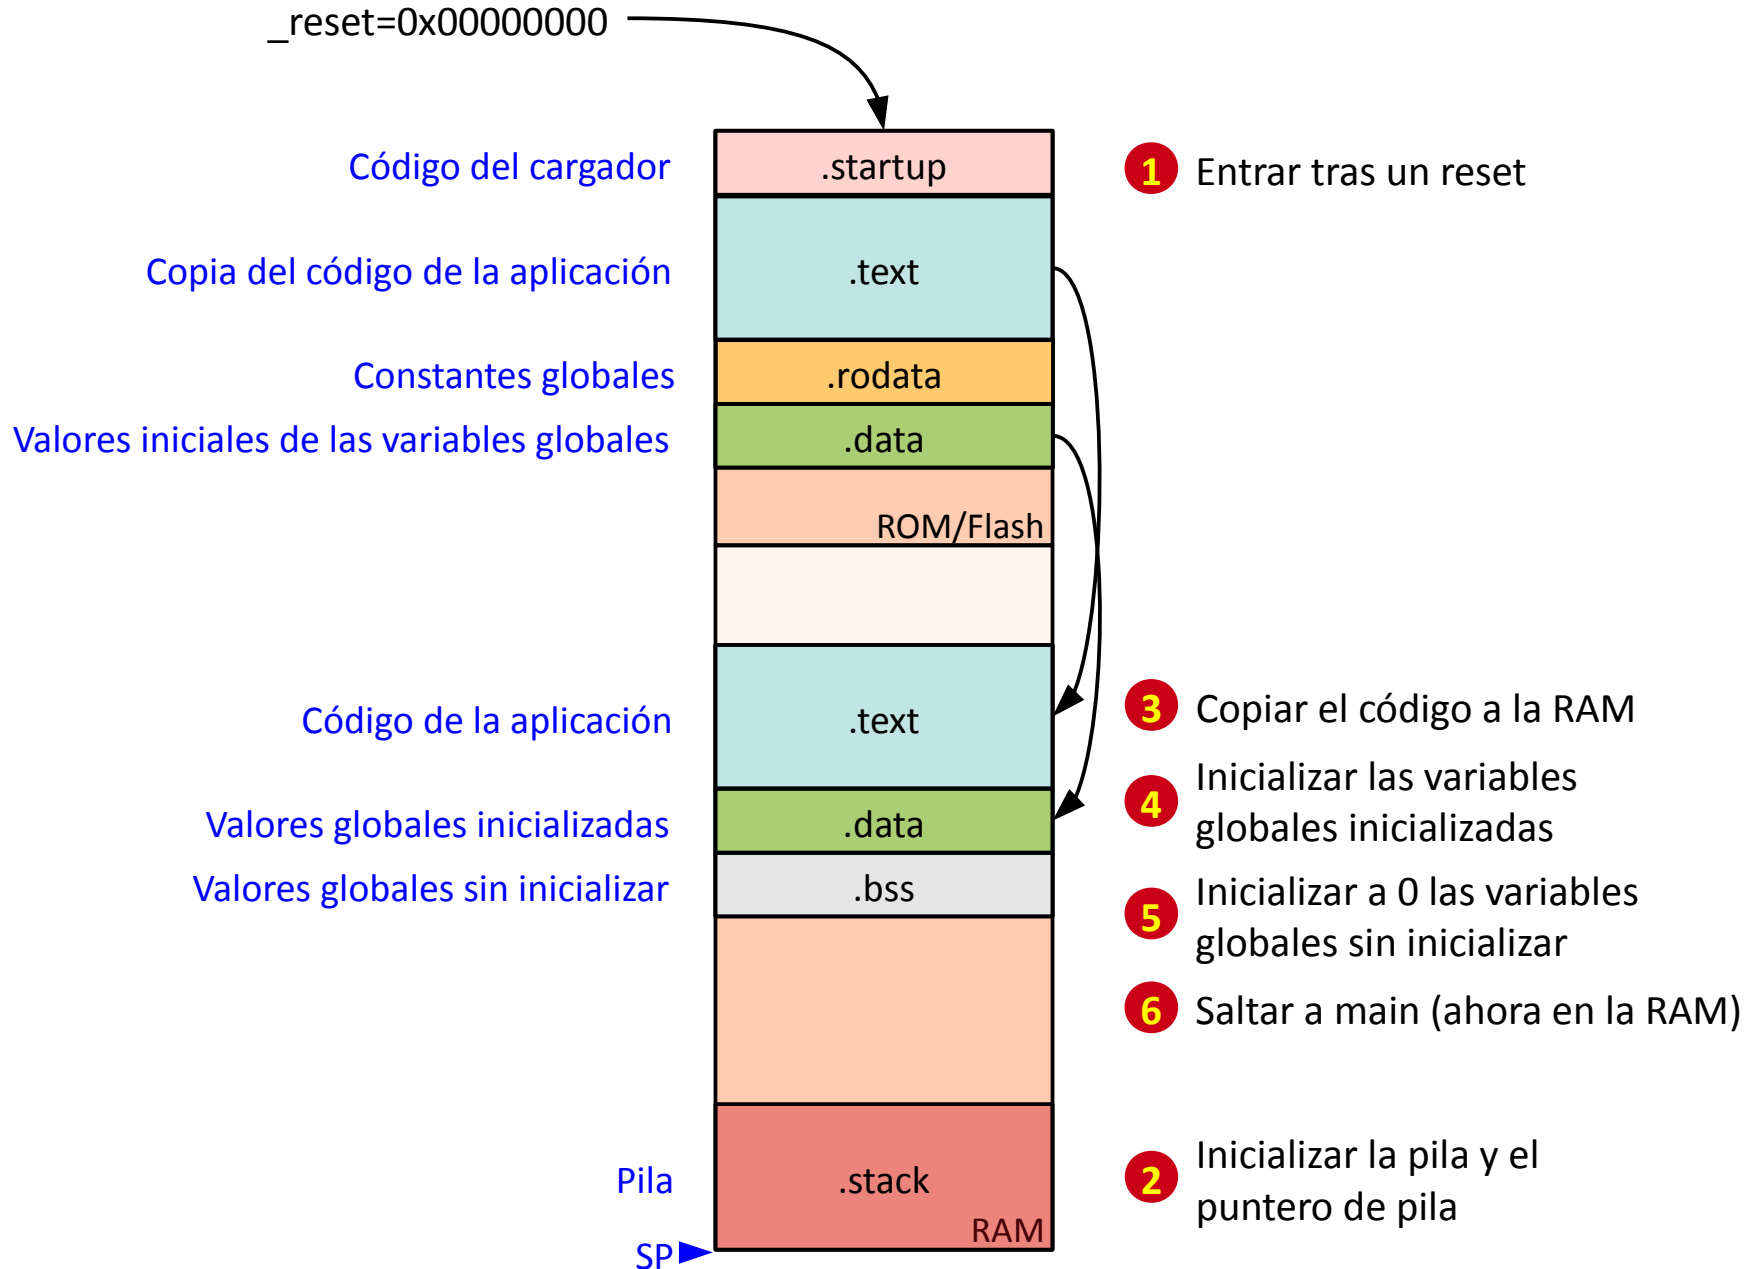 _reset=0x00000000
Código del cargador
.startup
1 Entrar tras un reset
Copia del código de la aplicación
.text
Constantes globales
.rodata
Valores iniciales de las variables globales
.data
ROM/Flash
Código de la aplicación
.text
3 Copiar el código a la RAM
Valores globales inicializadas
.data
4 Inicializar las variables
globales inicializadas
Valores globales sin inicializar
.bss
5 Inicializar a 0 las variables
globales sin inicializar
6 Saltar a main (ahora en la RAM)
Pila
.stack
RAM
2 Inicializar la pila y el
puntero de pila
SP